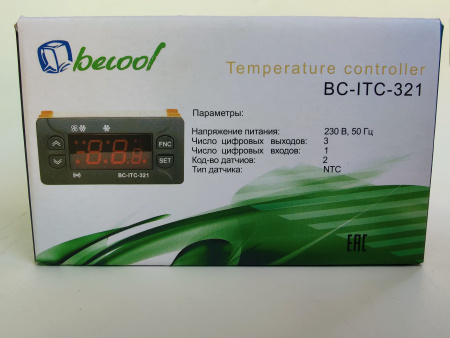 becool
Temperature controller
BC-ITC-321
Параметры:
Напряжение питания: 230 В, 50 Гц
Число цифровых выходов: 3
Число цифровых входов: 1
Код-во датчиов: 2
Тип датчика: NTC
FNC
SET
BC-ITC-321
EAC